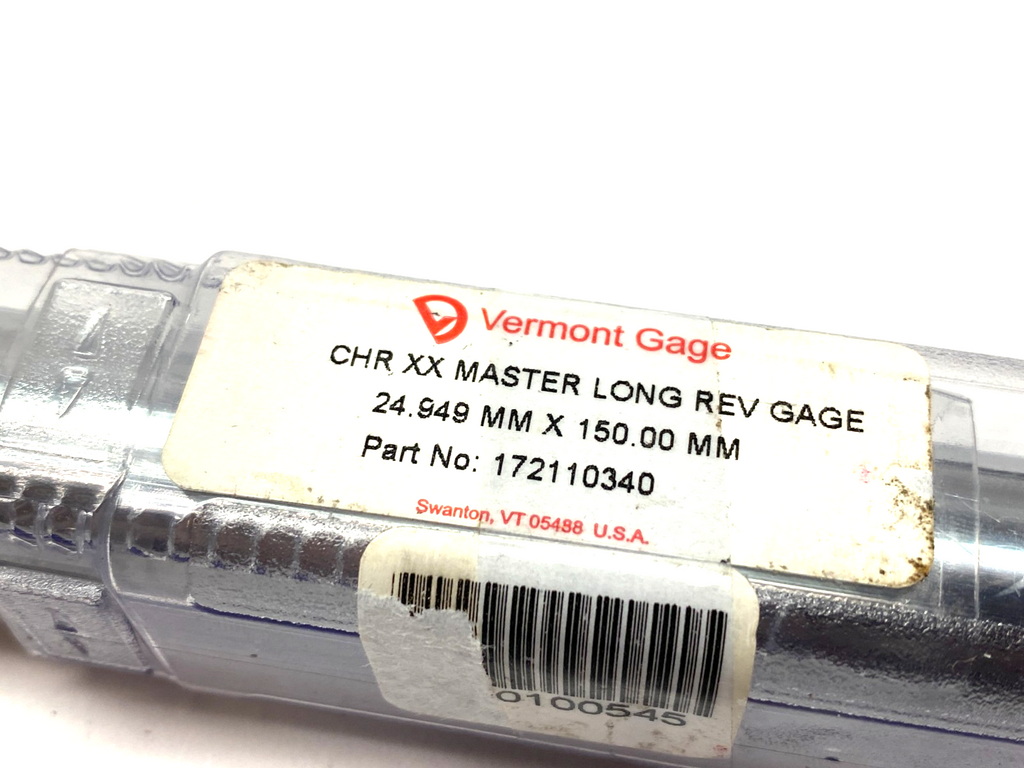 Vermont Gage
CHR XX MASTER LONG REV GAGE
24.949 MM X 150.00 MM
Part No: 172110340
Swanton, VT 05488 U.S.A.
0100545